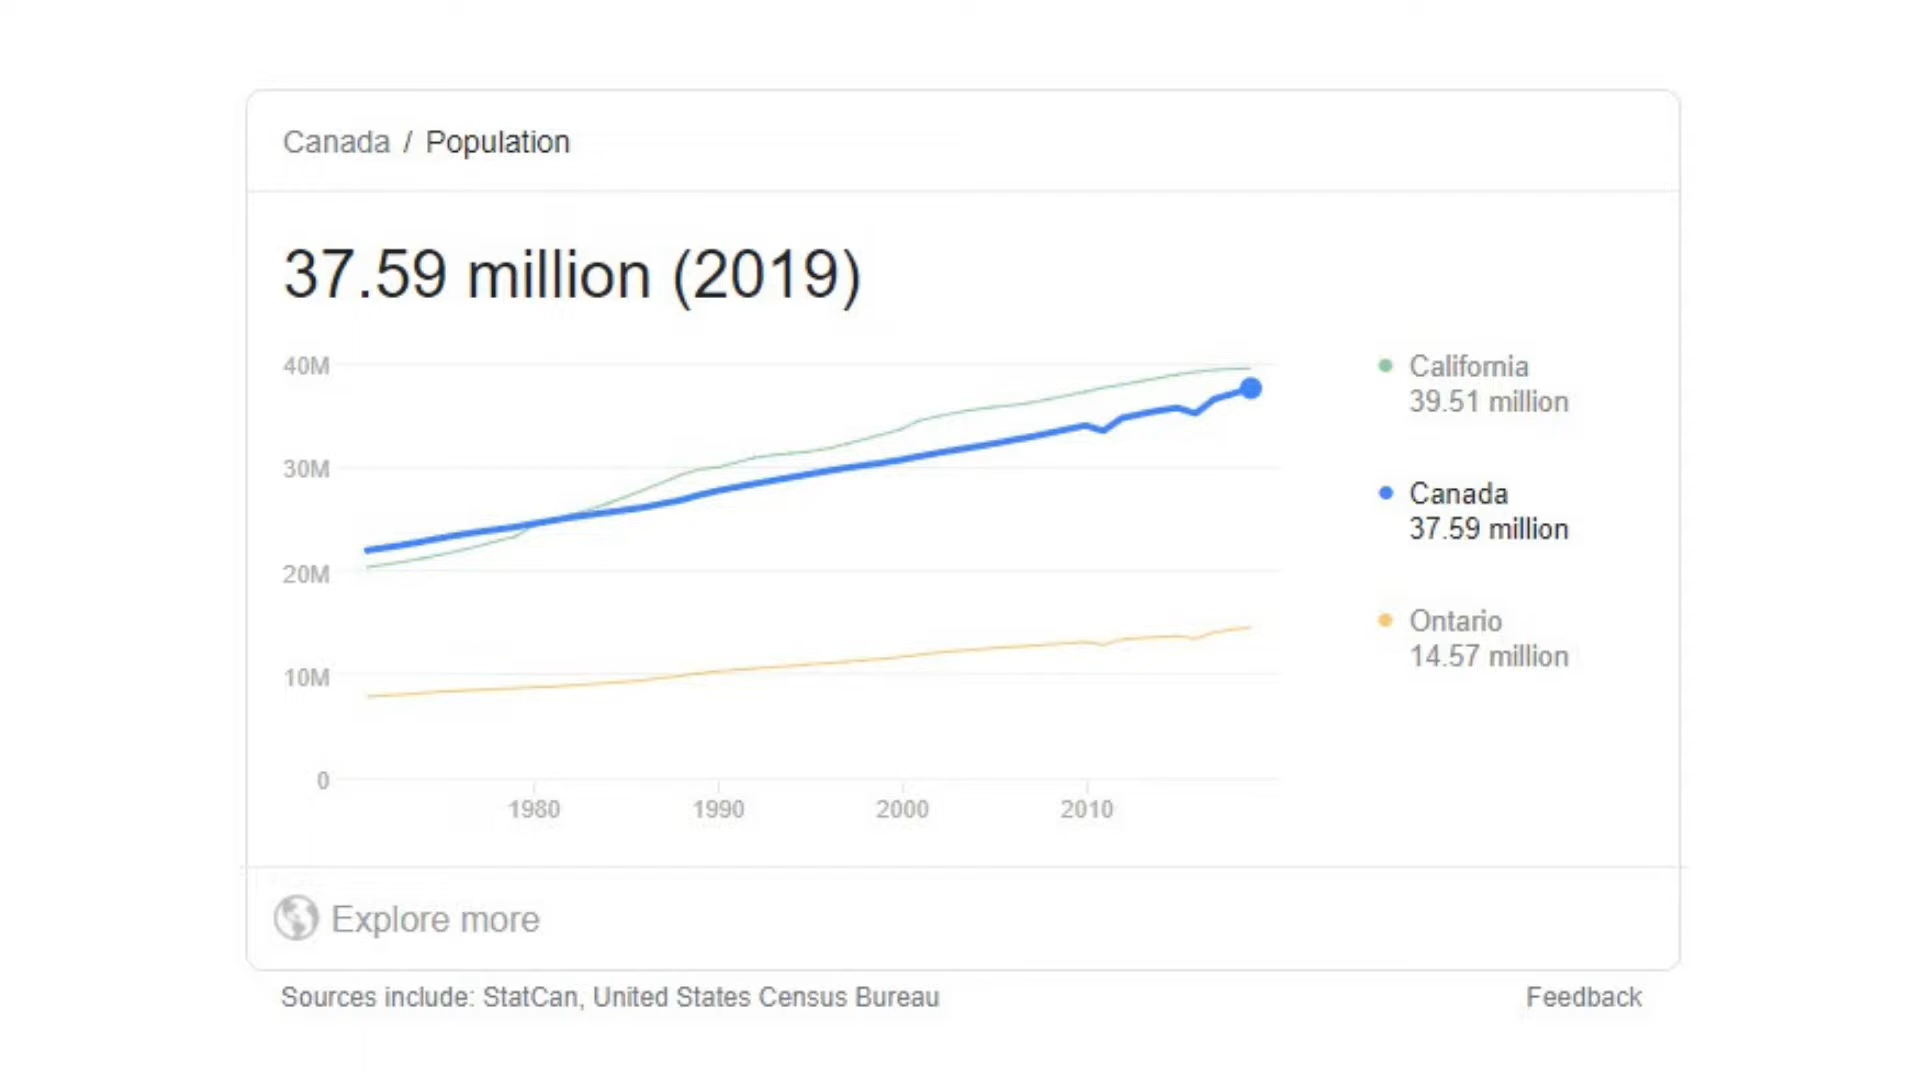 Canada / Population
37.59 million (2019)
40M
30M
20M
10M
0
1980 1990 2000 2010
California
39.51 million
Canada
37.59 million
Ontario
14.57 million
Explore more
Sources include: StatCan, United States Census Bureau
Feedback